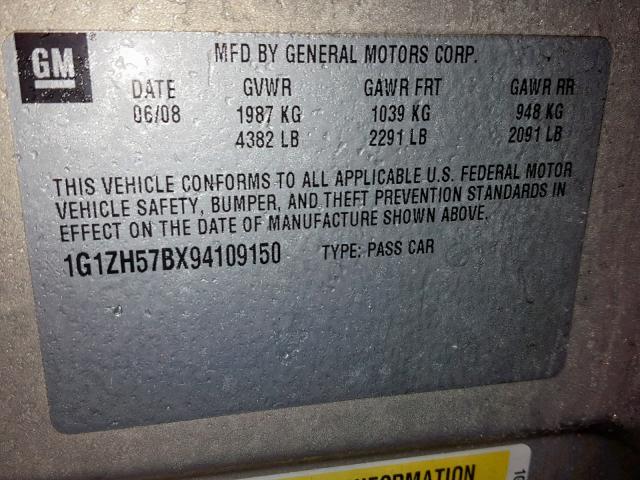 GM
MFD BY GENERAL MOTORS CORP.
DATE GVWR GAWR FRT GAWR RR
06/08 1987 KG 1039 KG 948 KG
4382 LB 2291 LB 2091 LB
THIS VEHICLE CONFORMS TO ALL APPLICABLE U.S. FEDERAL MOTOR
VEHICLE SAFETY, BUMPER, AND THEFT PREVENTION STANDARDS IN
EFFECT ON THE DATE OF MANUFACTURE SHOWN ABOVE.
1G1ZH57BX94109150 TYPE: PASS CAR
INFORMATION